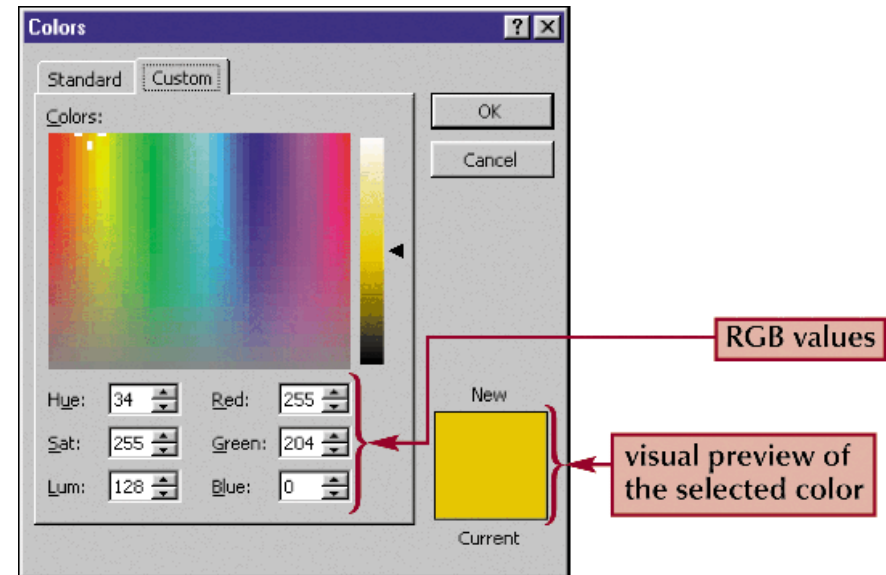 Colors
Standard Custom
Colors:
OK
Cancel
RGB values
Hue: 34 Red: 255
New
Sat: 255 Green: 204
visual preview of
the selected color
Lum: 128 Blue: 0
Current